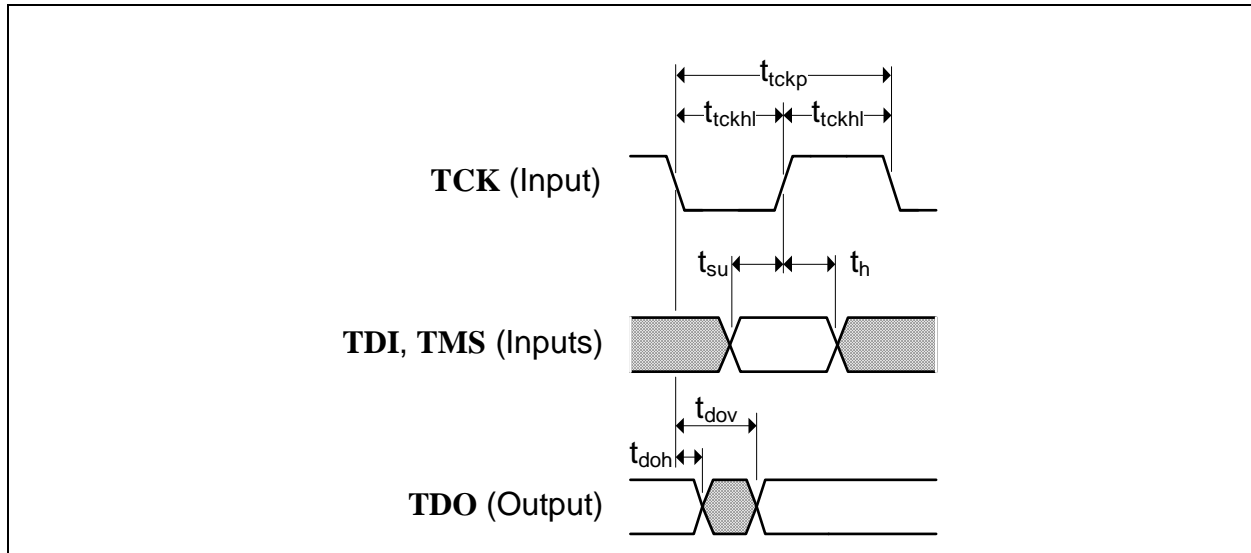 t_tckp
t_tckhl t_tckhl
TCK (Input)
t_su t_h
TDI, TMS (Inputs)
t_dov
t_doh
TDO (Output)